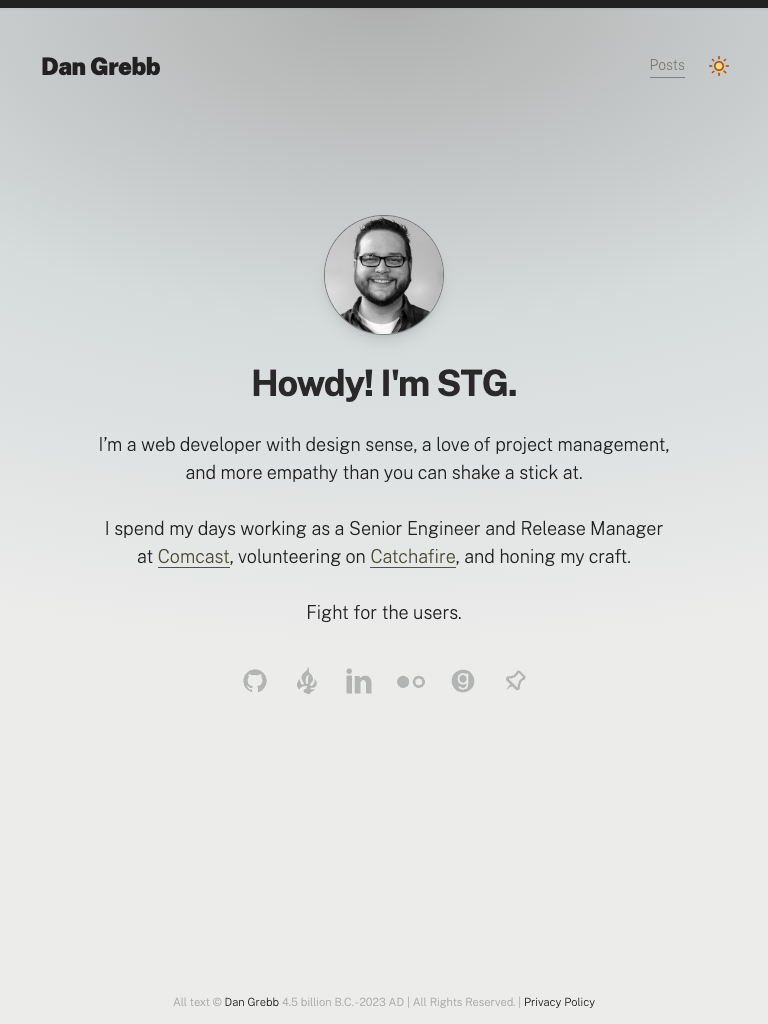 Dan Grebb
Posts
Howdy! I'm STG.
I’m a web developer with design sense, a love of project management,
and more empathy than you can shake a stick at.
I spend my days working as a Senior Engineer and Release Manager
at Comcast, volunteering on Catchafire, and honing my craft.
Fight for the users.
All text © Dan Grebb 4.5 billion B.C.-2023 AD | All Rights Reserved. | Privacy Policy